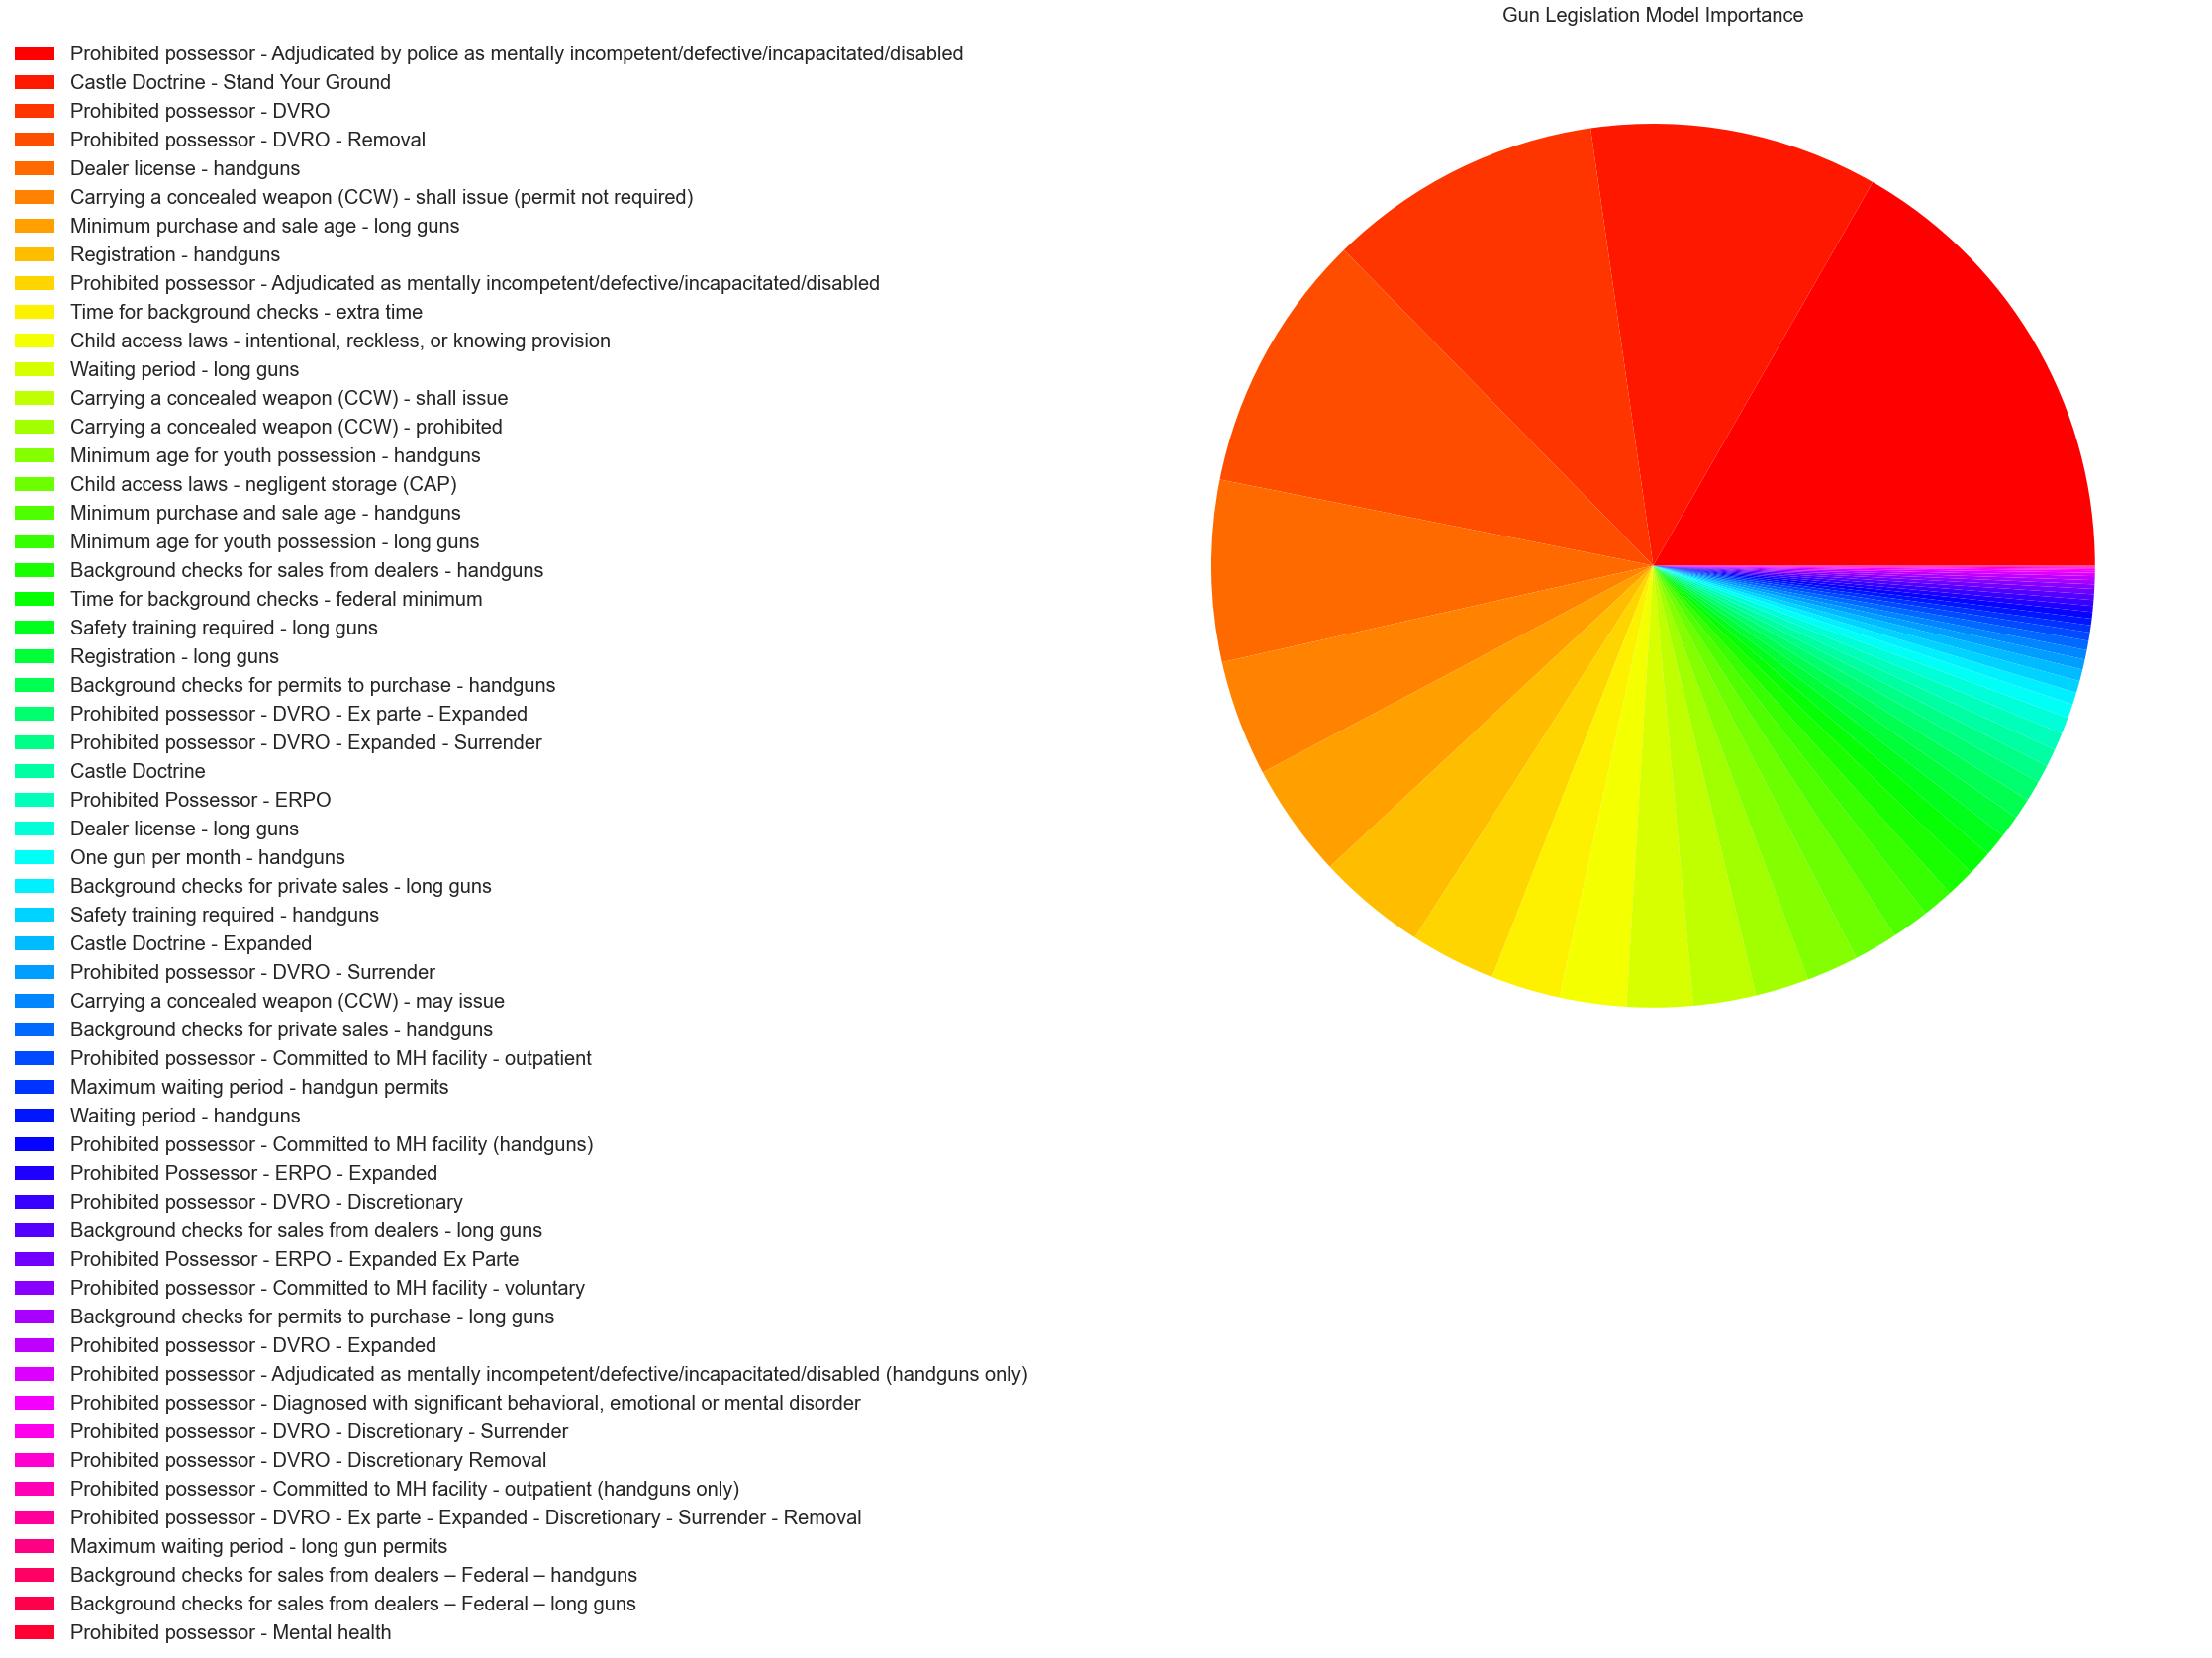 Gun Legislation Model Importance
Prohibited possessor - Adjudicated by police as mentally incompetent/defective/incapacitated/disabled
Castle Doctrine - Stand Your Ground
Prohibited possessor - DVRO
Prohibited possessor - DVRO - Removal
Dealer license - handguns
Carrying a concealed weapon (CCW) - shall issue (permit not required)
Minimum purchase and sale age - long guns
Registration - handguns
Prohibited possessor - Adjudicated as mentally incompetent/defective/incapacitated/disabled
Time for background checks - extra time
Child access laws - intentional, reckless, or knowing provision
Waiting period - long guns
Carrying a concealed weapon (CCW) - shall issue
Carrying a concealed weapon (CCW) - prohibited
Minimum age for youth possession - handguns
Child access laws - negligent storage (CAP)
Minimum purchase and sale age - handguns
Minimum age for youth possession - long guns
Background checks for sales from dealers - handguns
Time for background checks - federal minimum
Safety training required - long guns
Registration - long guns
Background checks for permits to purchase - handguns
Prohibited possessor - DVRO - Ex parte - Expanded
Prohibited possessor - DVRO - Expanded - Surrender
Castle Doctrine
Prohibited Possessor - ERPO
Dealer license - long guns
One gun per month - handguns
Background checks for private sales - long guns
Safety training required - handguns
Castle Doctrine - Expanded
Prohibited possessor - DVRO - Surrender
Carrying a concealed weapon (CCW) - may issue
Background checks for private sales - handguns
Prohibited possessor - Committed to MH facility - outpatient
Maximum waiting period - handgun permits
Waiting period - handguns
Prohibited possessor - Committed to MH facility (handguns)
Prohibited Possessor - ERPO - Expanded
Prohibited possessor - DVRO - Discretionary
Background checks for sales from dealers - long guns
Prohibited Possessor - ERPO - Expanded Ex Parte
Prohibited possessor - Committed to MH facility - voluntary
Background checks for permits to purchase - long guns
Prohibited possessor - DVRO - Expanded
Prohibited possessor - Adjudicated as mentally incompetent/defective/incapacitated/disabled (handguns only)
Prohibited possessor - Diagnosed with significant behavioral, emotional or mental disorder
Prohibited possessor - DVRO - Discretionary - Surrender
Prohibited possessor - DVRO - Discretionary Removal
Prohibited possessor - Committed to MH facility - outpatient (handguns only)
Prohibited possessor - DVRO - Ex parte - Expanded - Discretionary - Surrender - Removal
Maximum waiting period - long gun permits
Background checks for sales from dealers – Federal – handguns
Background checks for sales from dealers – Federal – long guns
Prohibited possessor - Mental health